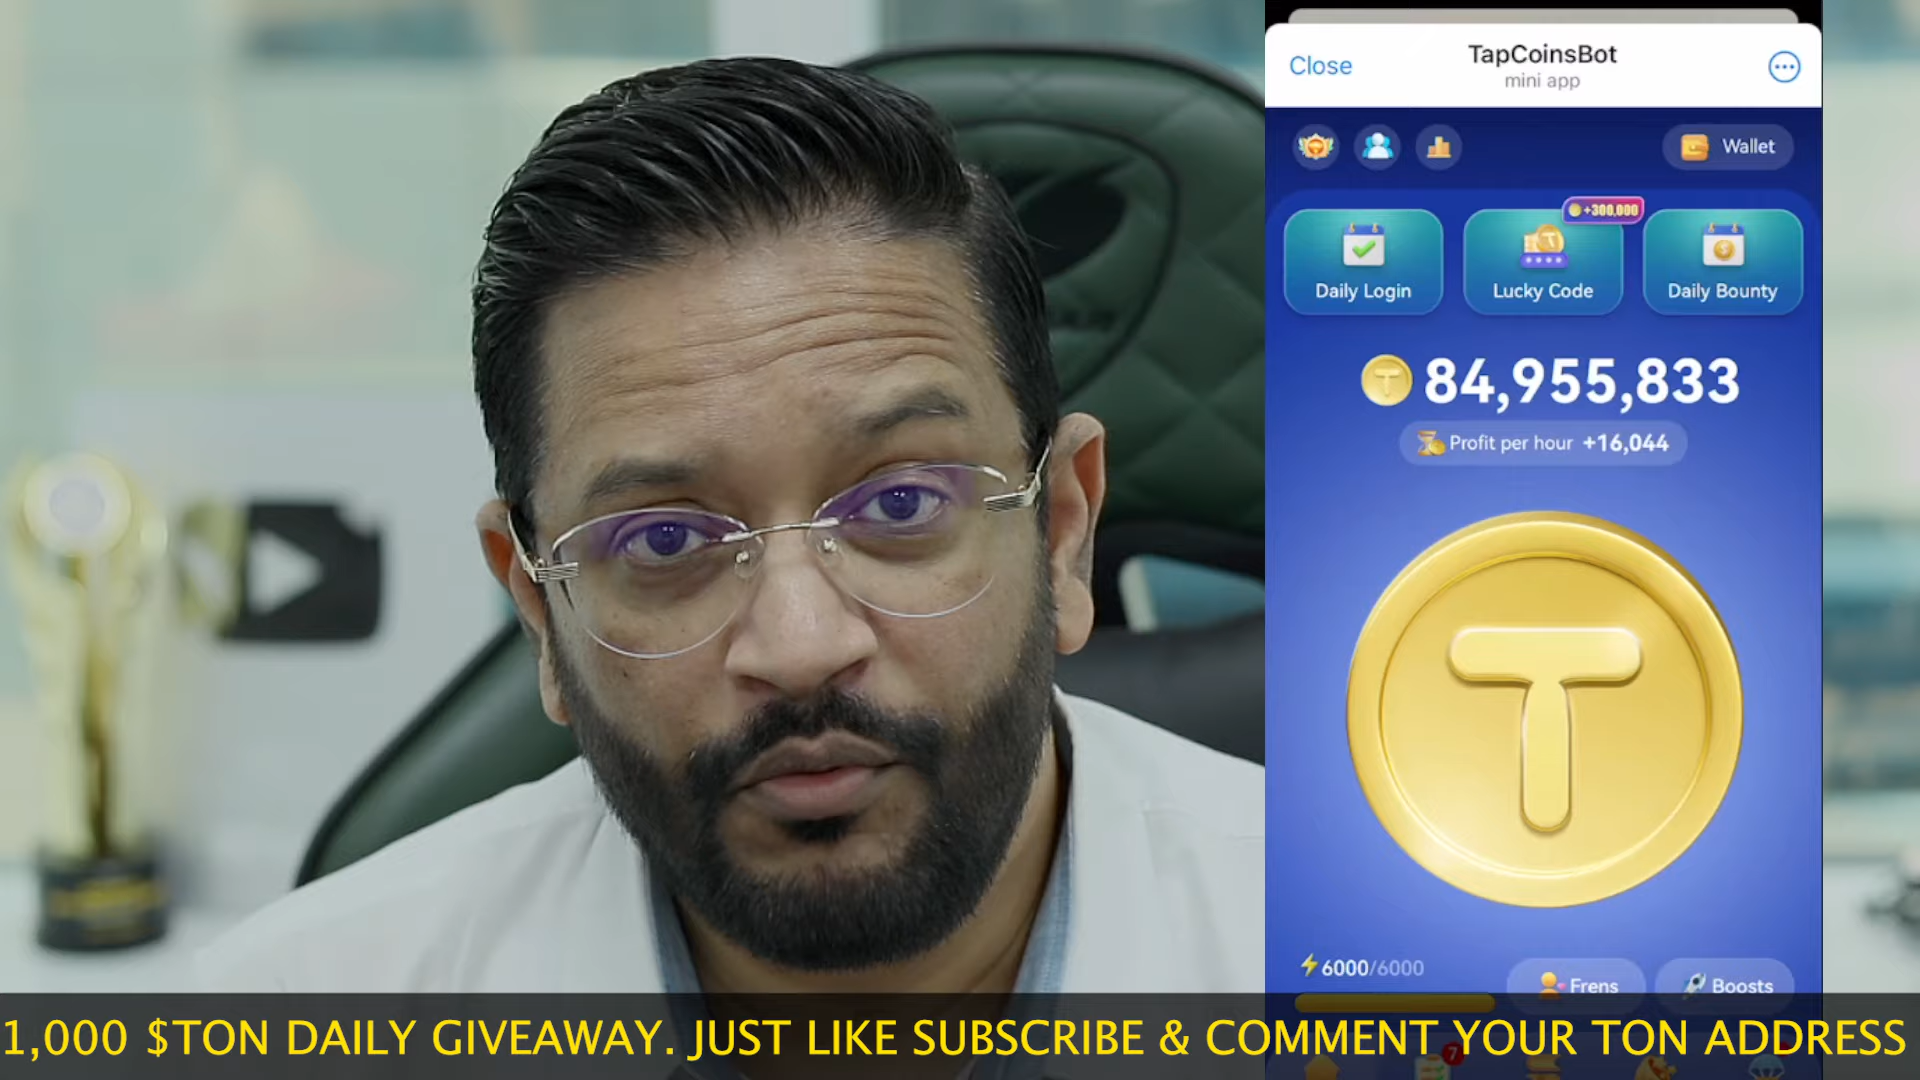 Close
TapCoinsBot
mini app
Wallet
+300,000
Daily Login
Lucky Code
Daily Bounty
T
84,955,833
Profit per hour +16,044
T
6000/6000
Frens
Boosts
7
1,000 $TON DAILY GIVEAWAY. JUST LIKE SUBSCRIBE & COMMENT YOUR TON ADDRESS